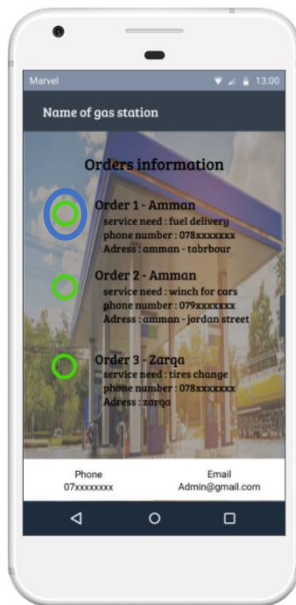 Marvel 13:00
Name of gas station
Orders information
Order 1 - Amman
service need : fuel delivery
phone number : 078xxxxxxx
Adress : amman - tabrbour
Order 2 - Amman
service need : winch for cars
phone number : 079xxxxxxx
Adress : amman - jordan street
Order 3 - Zarqa
service need : tires change
phone number : 078xxxxxxx
Adress : zarqa
Phone Email
07xxxxxxxx Admin@gmail.com